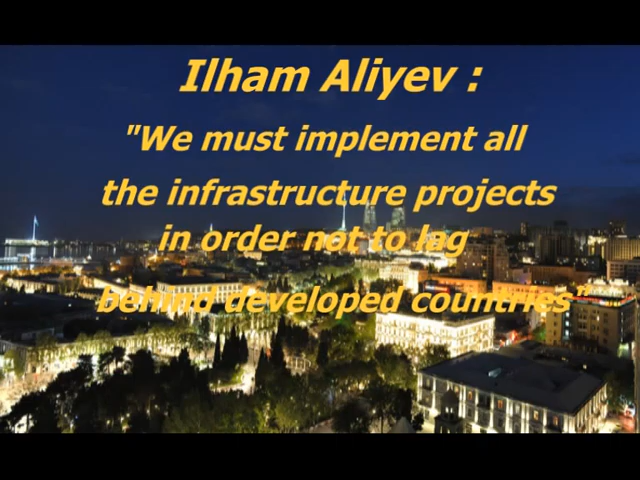 Ilham Aliyev :
"We must implement all
the infrastructure projects
in order not to lag
behind developed countries"